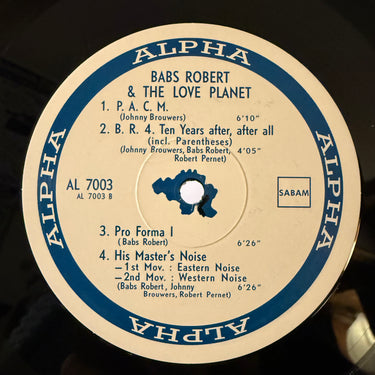 ALPHA
BABS ROBERT
& THE LOVE PLANET
1. P. A. C. M.
(Johnny Brouwers) 6'10"
2. B. R. 4. Ten Years after, after all
(incl. Parentheses)
(Johnny Brouwers, Babs Robert, 4'05"
Robert Pernet)
ALPHA
AL 7003
AL 7003 B
SABAM
ALPHA
3. Pro Forma I
(Babs Robert) 6'26"
4. His Master's Noise
—1st Mov. : Eastern Noise
—2nd Mov. : Western Noise
(Babs Robert, Johnny 6'26"
Brouwers, Robert Pernet)
ALPHA
ALPHA
ALPHA